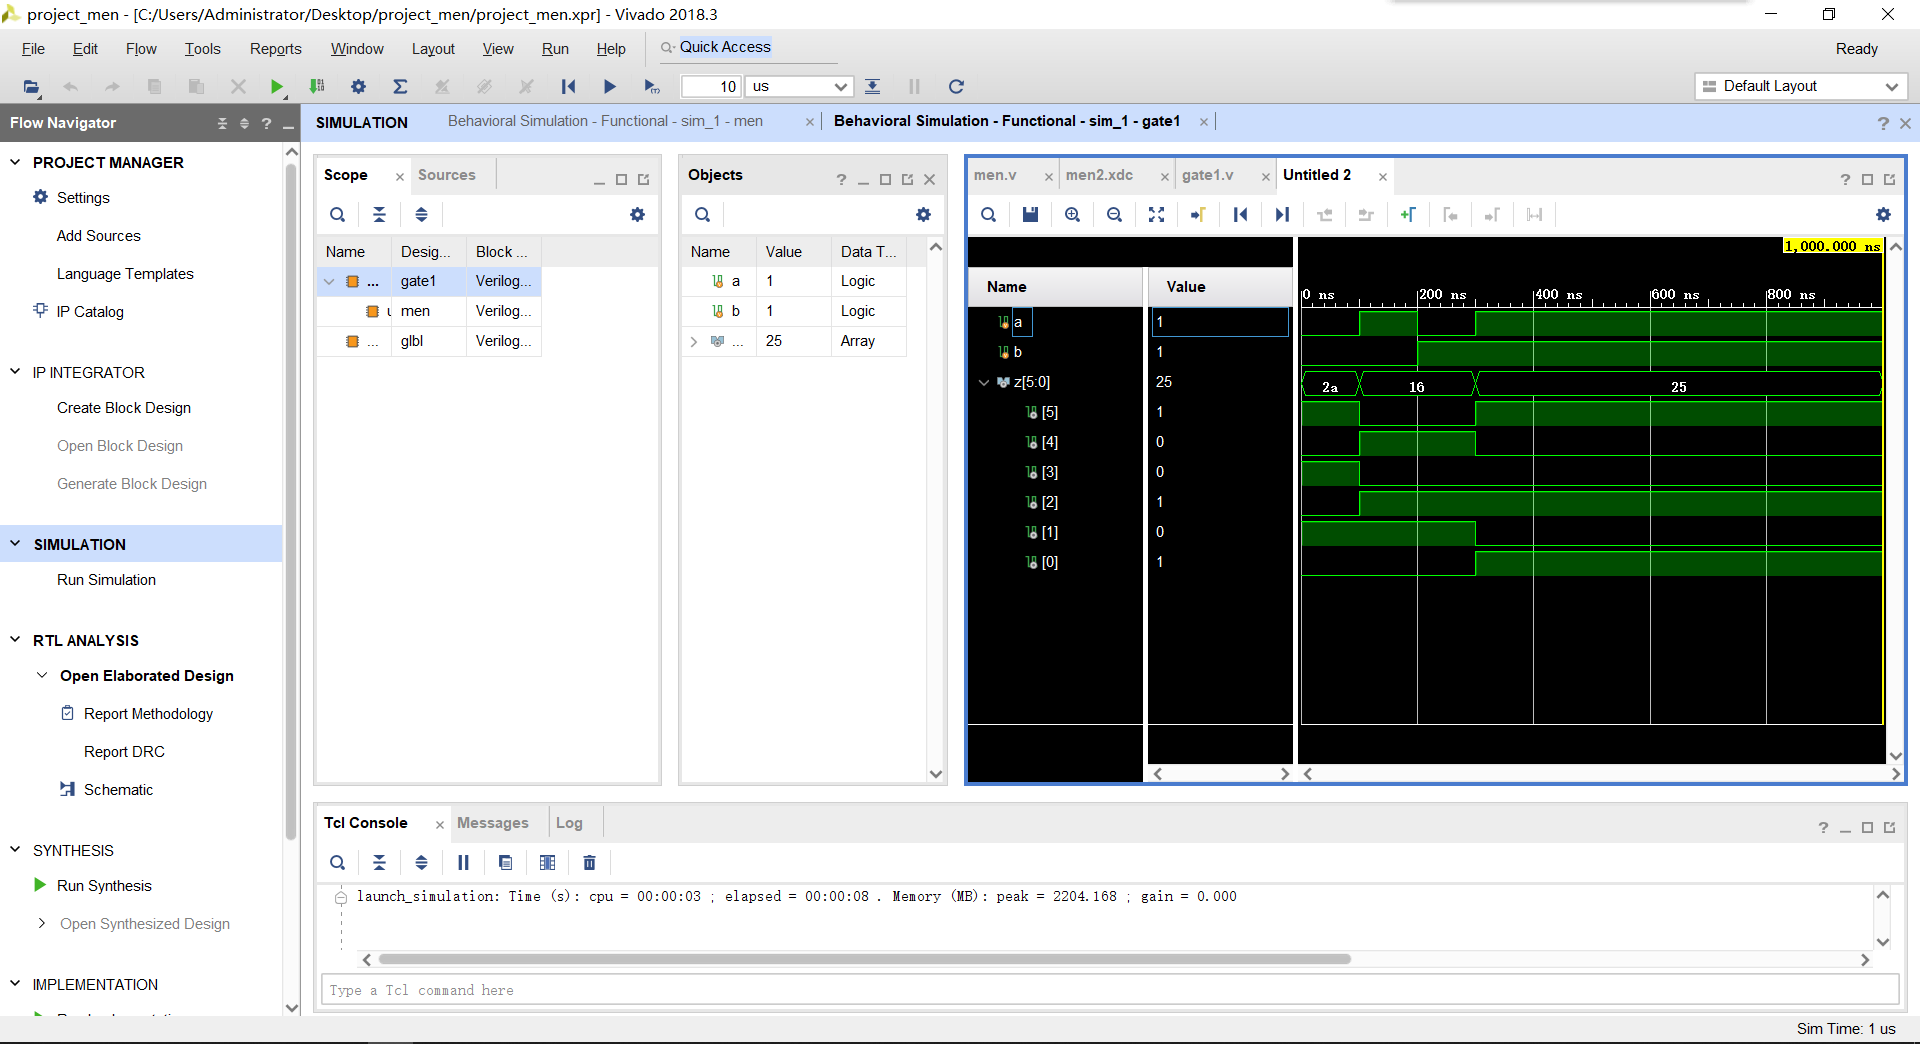 project_men - [C:/Users/Administrator/Desktop/project_men/project_men.xpr] - Vivado 2018.3
File Edit Flow Tools Reports Window Layout View Run Help Quick Access Ready
10 us Default Layout
Flow Navigator
PROJECT MANAGER
Settings
Add Sources
Language Templates
IP Catalog
IP INTEGRATOR
Create Block Design
Open Block Design
Generate Block Design
SIMULATION
Run Simulation
RTL ANALYSIS
Open Elaborated Design
Report Methodology
Report DRC
Schematic
SYNTHESIS
Run Synthesis
Open Synthesized Design
IMPLEMENTATION
SIMULATION Behavioral Simulation - Functional - sim_1 - men Behavioral Simulation - Functional - sim_1 - gate1
Scope Sources
Name Desig... Block ...
... gate1 Verilog...
u men Verilog...
... glbl Verilog...
Objects
Name Value Data T...
a 1 Logic
b 1 Logic
... 25 Array
men.v men2.xdc gate1.v Untitled 2
1,000.000 ns
Name Value
0 ns 200 ns 400 ns 600 ns 800 ns
a 1
b 1
z[5:0] 25 2a 16 25
[5] 1
[4] 0
[3] 0
[2] 1
[1] 0
[0] 1
Tcl Console Messages Log
launch_simulation: Time (s): cpu = 00:00:03 ; elapsed = 00:00:08 . Memory (MB): peak = 2204.168 ; gain = 0.000
Type a Tcl command here
Sim Time: 1 us